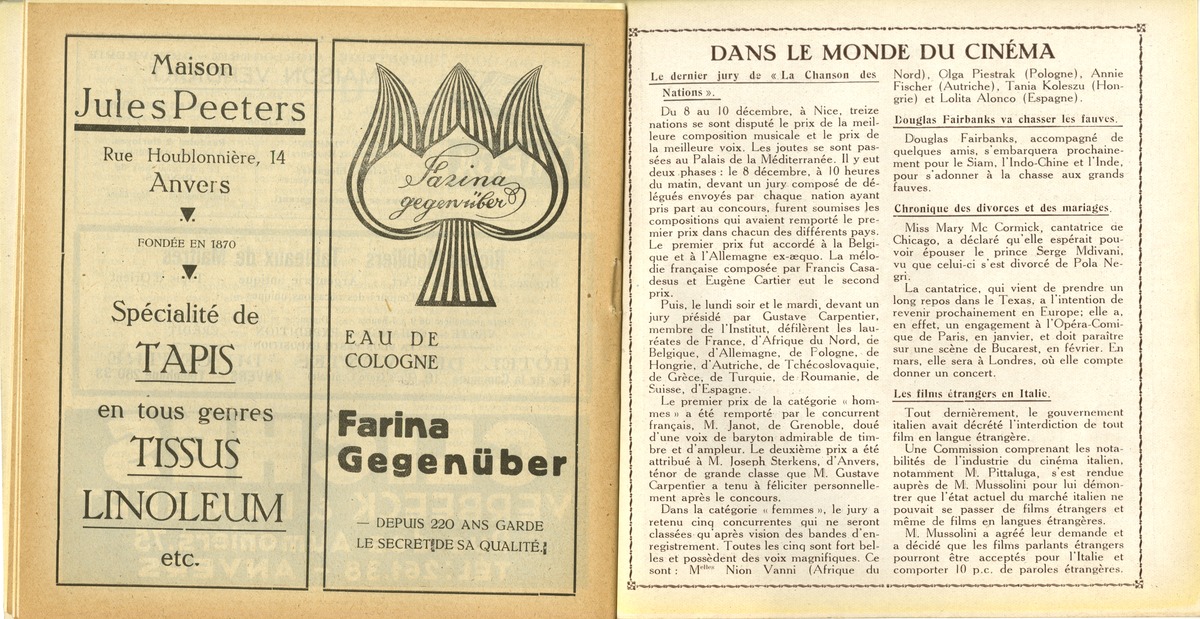 Maison
Jules Peeters
Rue Houblonnière, 14
Anvers
FONDÉE EN 1870
Spécialité de
TAPIS
en tous genres
TISSUS
LINOLEUM
etc.
Farina
gegenüber
EAU DE
COLOGNE
Farina
Gegenüber
— DEPUIS 220 ANS GARDE
LE SECRET DE SA QUALITÉ.
DANS LE MONDE DU CINÉMA
Le dernier jury de « La Chanson des
Nations ».
Du 8 au 10 décembre, à Nice, treize
nations se sont disputé le prix de la meil-
leure composition musicale et le prix de
la meilleure voix. Les joutes se sont pas-
sées au Palais de la Méditerranée. Il y eut
deux phases : le 8 décembre, à 10 heures
du matin, devant un jury composé de dé-
légués envoyés par chaque nation ayant
pris part au concours, furent soumises les
compositions qui avaient remporté le pre-
mier prix dans chacun des différents pays.
Le premier prix fut accordé à la Belgi-
que et à l'Allemagne ex-æquo. La mélo-
die française composée par Francis Casa-
desus et Eugène Cartier eut le second
prix.
Puis, le lundi soir et le mardi, devant un
jury présidé par Gustave Carpentier,
membre de l'Institut, défilèrent les lau-
réates de France, d'Afrique du Nord, de
Belgique, d'Allemagne, de Pologne, de
Hongrie, d'Autriche, de Tchécoslovaquie,
de Grèce, de Turquie, de Roumanie, de
Suisse, d'Espagne.
Le premier prix de la catégorie « hom-
mes » a été remporté par le concurrent
français, M. Janot, de Grenoble, doué
d'une voix de baryton admirable de tim-
bre et d'ampleur. Le deuxième prix a été
attribué à M. Joseph Sterkens, d'Anvers,
ténor de grande classe que M. Gustave
Carpentier a tenu à féliciter personnelle-
ment après le concours.
Dans la catégorie « femmes », le jury a
retenu cinq concurrentes qui ne seront
classées qu'après vision des bandes d'en-
registrement. Toutes les cinq sont fort bel-
les et possèdent des voix magnifiques. Ce
sont : Melles Nion Vanni (Afrique du
Nord), Olga Piestrak (Pologne), Annie
Fischer (Autriche), Tania Koleszu (Hon-
grie) et Lolita Alonco (Espagne).
Douglas Fairbanks va chasser les fauves.
Douglas Fairbanks, accompagné de
quelques amis, s'embarquera prochaine-
ment pour le Siam, l'Indo-Chine et l'Inde,
pour s'adonner à la chasse aux grands
fauves.
Chronique des divorces et des mariages.
Miss Mary Mc Cormick, cantatrice de
Chicago, a déclaré qu'elle espérait pou-
voir épouser le prince Serge Mdivani,
vu que celui-ci s'est divorcé de Pola Ne-
gri.
La cantatrice, qui vient de prendre un
long repos dans le Texas, a l'intention de
revenir prochainement en Europe; elle a,
en effet, un engagement à l'Opéra-Comi-
que de Paris, en janvier, et doit paraître
sur une scène de Bucarest, en février. En
mars, elle sera à Londres, où elle compte
donner un concert.
Les films étrangers en Italie.
Tout dernièrement, le gouvernement
italien avait décrété l'interdiction de tout
film en langue étrangère.
Une Commission comprenant les nota-
bilités de l'industrie du cinéma italien,
notamment M. Pittaluga, s'est rendue
auprès de M. Mussolini pour lui démon-
trer que l'état actuel du marché italien ne
pouvait se passer de films étrangers et
même de films en langues étrangères.
M. Mussolini a agréé leur demande et
a décidé que les films parlants étrangers
pourront être acceptés pour l'Italie et
comporter 10 p.c. de paroles étrangères.